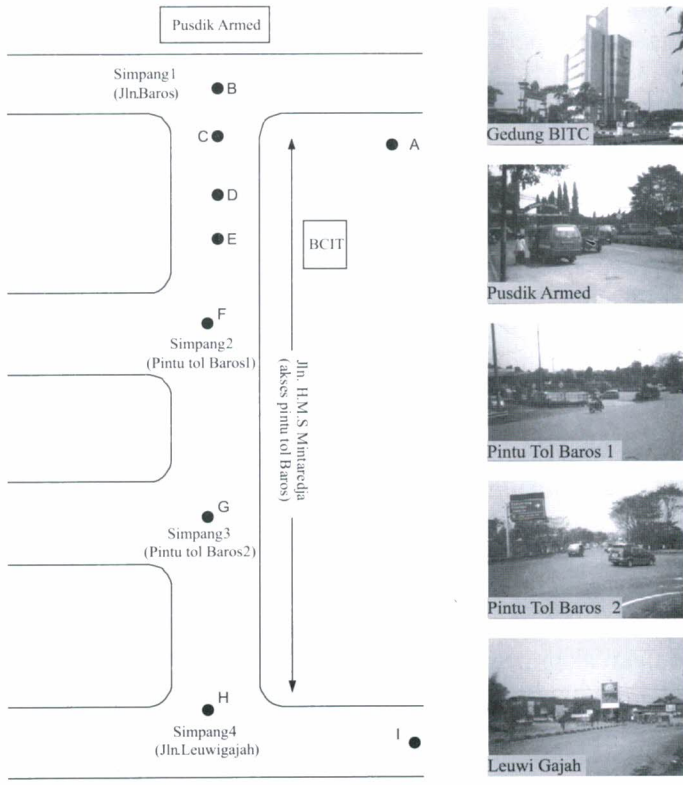 Pusdik Armed
Simpang1
(Jln.Baros)
B
C
A
D
E
BCIT
F
Simpang2
(Pintu tol Baros1)
Jln. H.M.S Mintaredja
(akses pintu tol Baros)
G
Simpang3
(Pintu tol Baros2)
H
Simpang4
(Jln.Leuwigajah)
I
Gedung BITC
Pusdik Armed
Pintu Tol Baros 1
Pintu Tol Baros 2
Leuwi Gajah